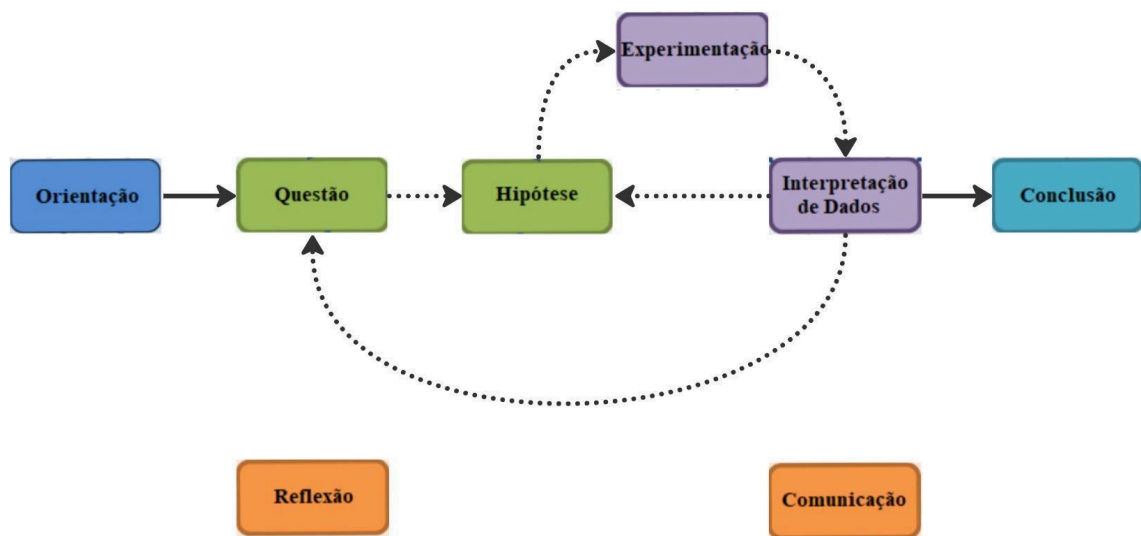 Experimentação
Orientação
Questão
Hipótese
Interpretação
de Dados
Conclusão
Reflexão
Comunicação